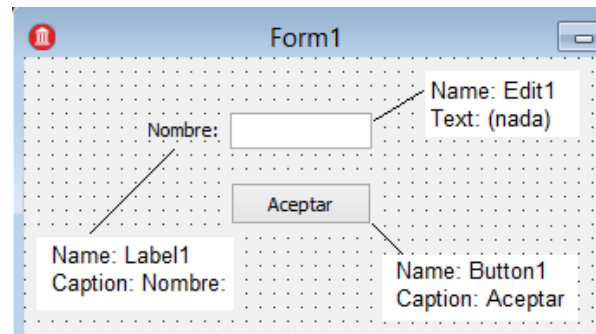 Form1
Name: Edit1
Text: (nada)
Nombre:
Aceptar
Name: Label1
Caption: Nombre:
Name: Button1
Caption: Aceptar